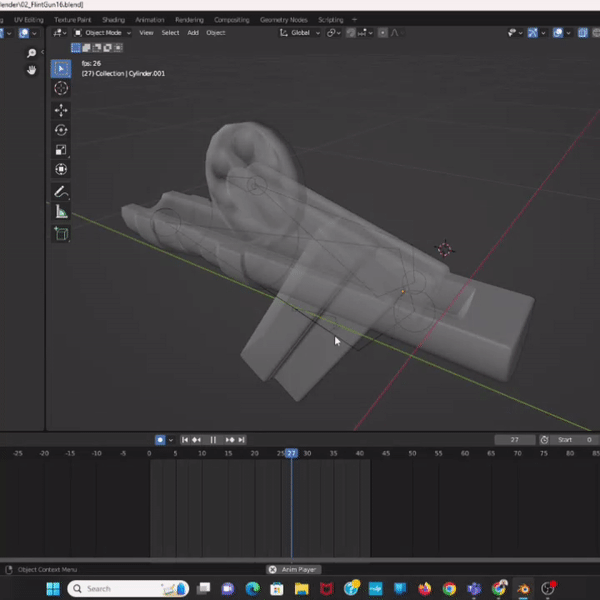 lender\02_FlintGun16.blend]
UV Editing Texture Paint Shading Animation Rendering Compositing Geometry Nodes Scripting +
Object Mode View Select Add Object Global
fps: 26
(27) Collection | Cylinder.001
27 Start 0
-25 -20 -15 -10 -5 0 5 10 15 20 25 27 30 35 40 45 50 55 60 65 70 75 80 85
Object Context Menu Anim Player
Search